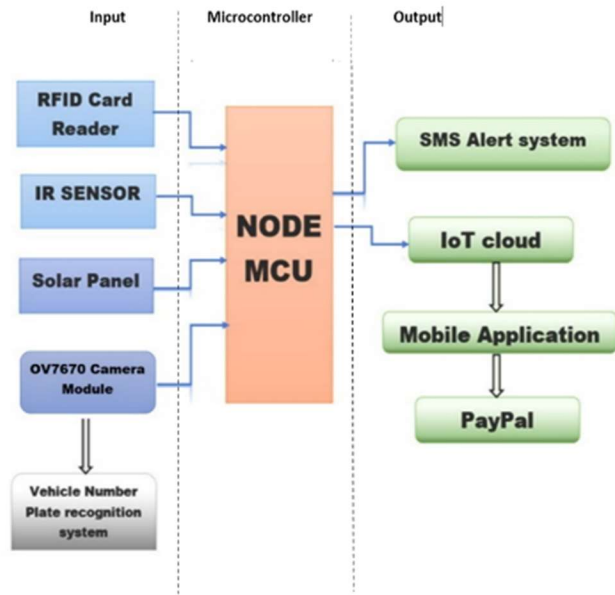 Input
Microcontroller
Output
RFID Card
Reader
IR SENSOR
Solar Panel
OV7670 Camera
Module
Vehicle Number
Plate recognition
system
NODE
MCU
SMS Alert system
IoT cloud
Mobile Application
PayPal